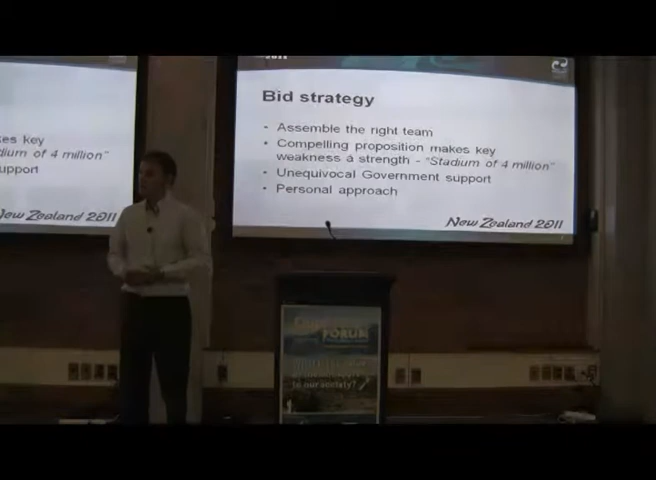 akes key
dium of 4 million"
upport
New Zealand 2011
2011
Bid strategy
- Assemble the right team
- Compelling proposition makes key
weakness a strength - "Stadium of 4 million"
- Unequivocal Government support
- Personal approach
New Zealand 2011
FORUM
to our society?